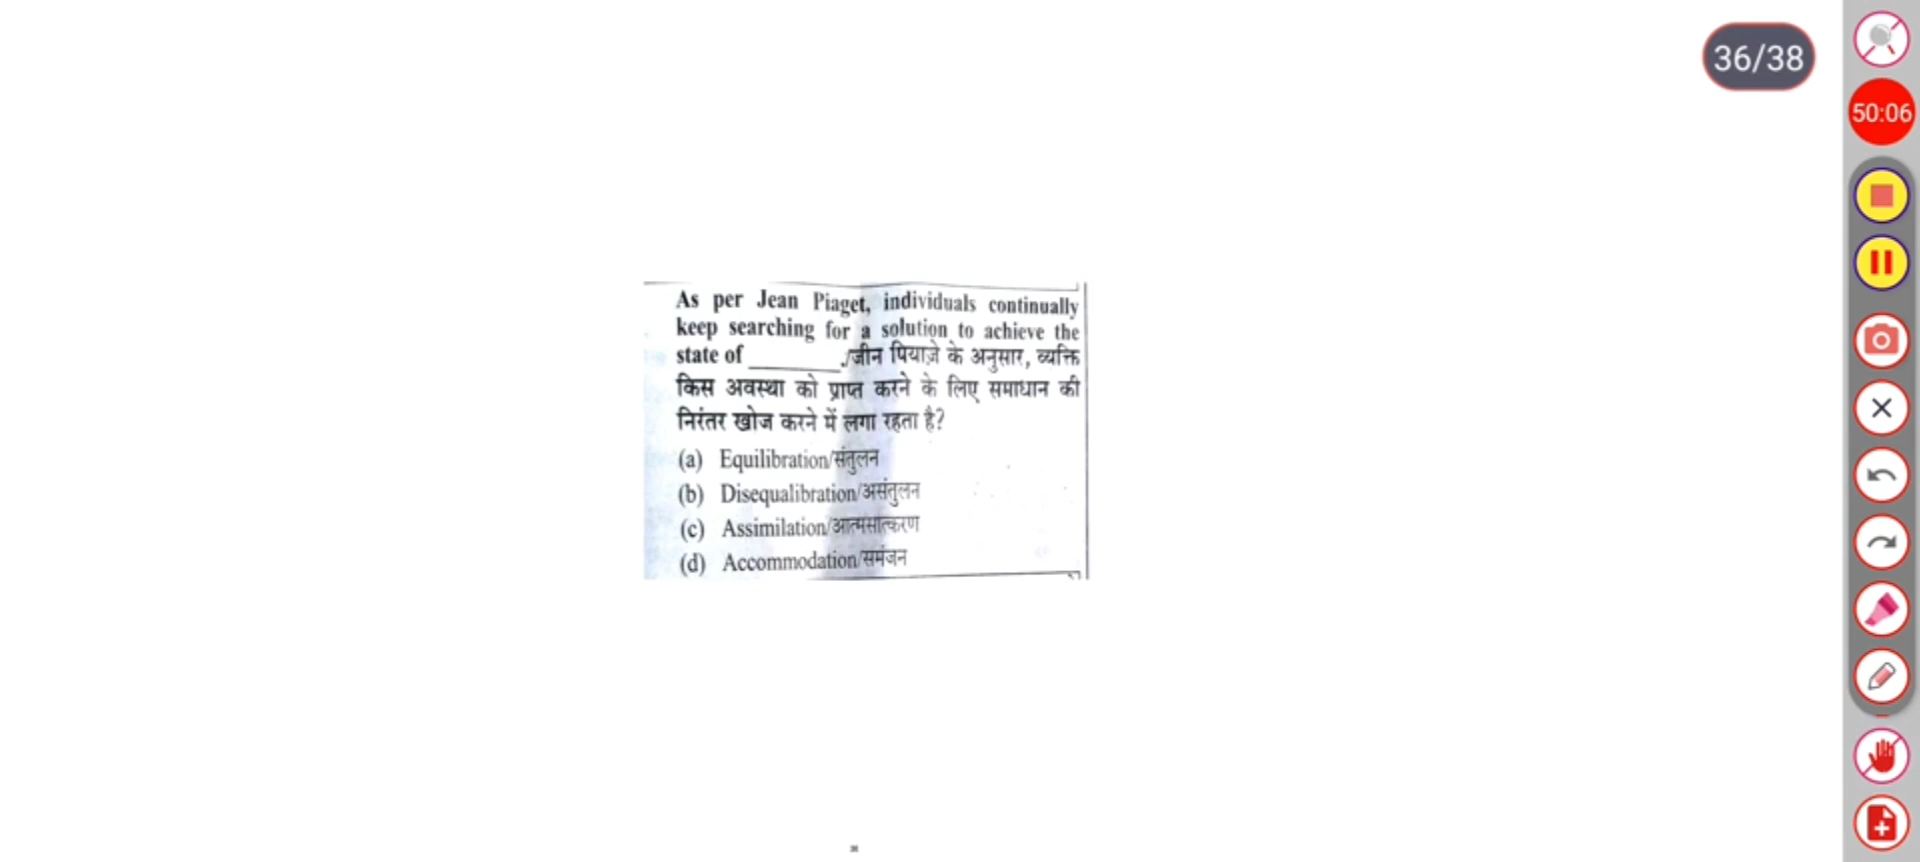 36/38
50:06
As per Jean Piaget, individuals continually
keep searching for a solution to achieve the
state of ________./जीन पियाज़े के अनुसार, व्यक्ति
किस अवस्था को प्राप्त करने के लिए समाधान की
निरंतर खोज करने में लगा रहता है?
(a) Equilibration/संतुलन
(b) Disequalibration/असंतुलन
(c) Assimilation/आत्मसात्करण
(d) Accommodation/समंजन